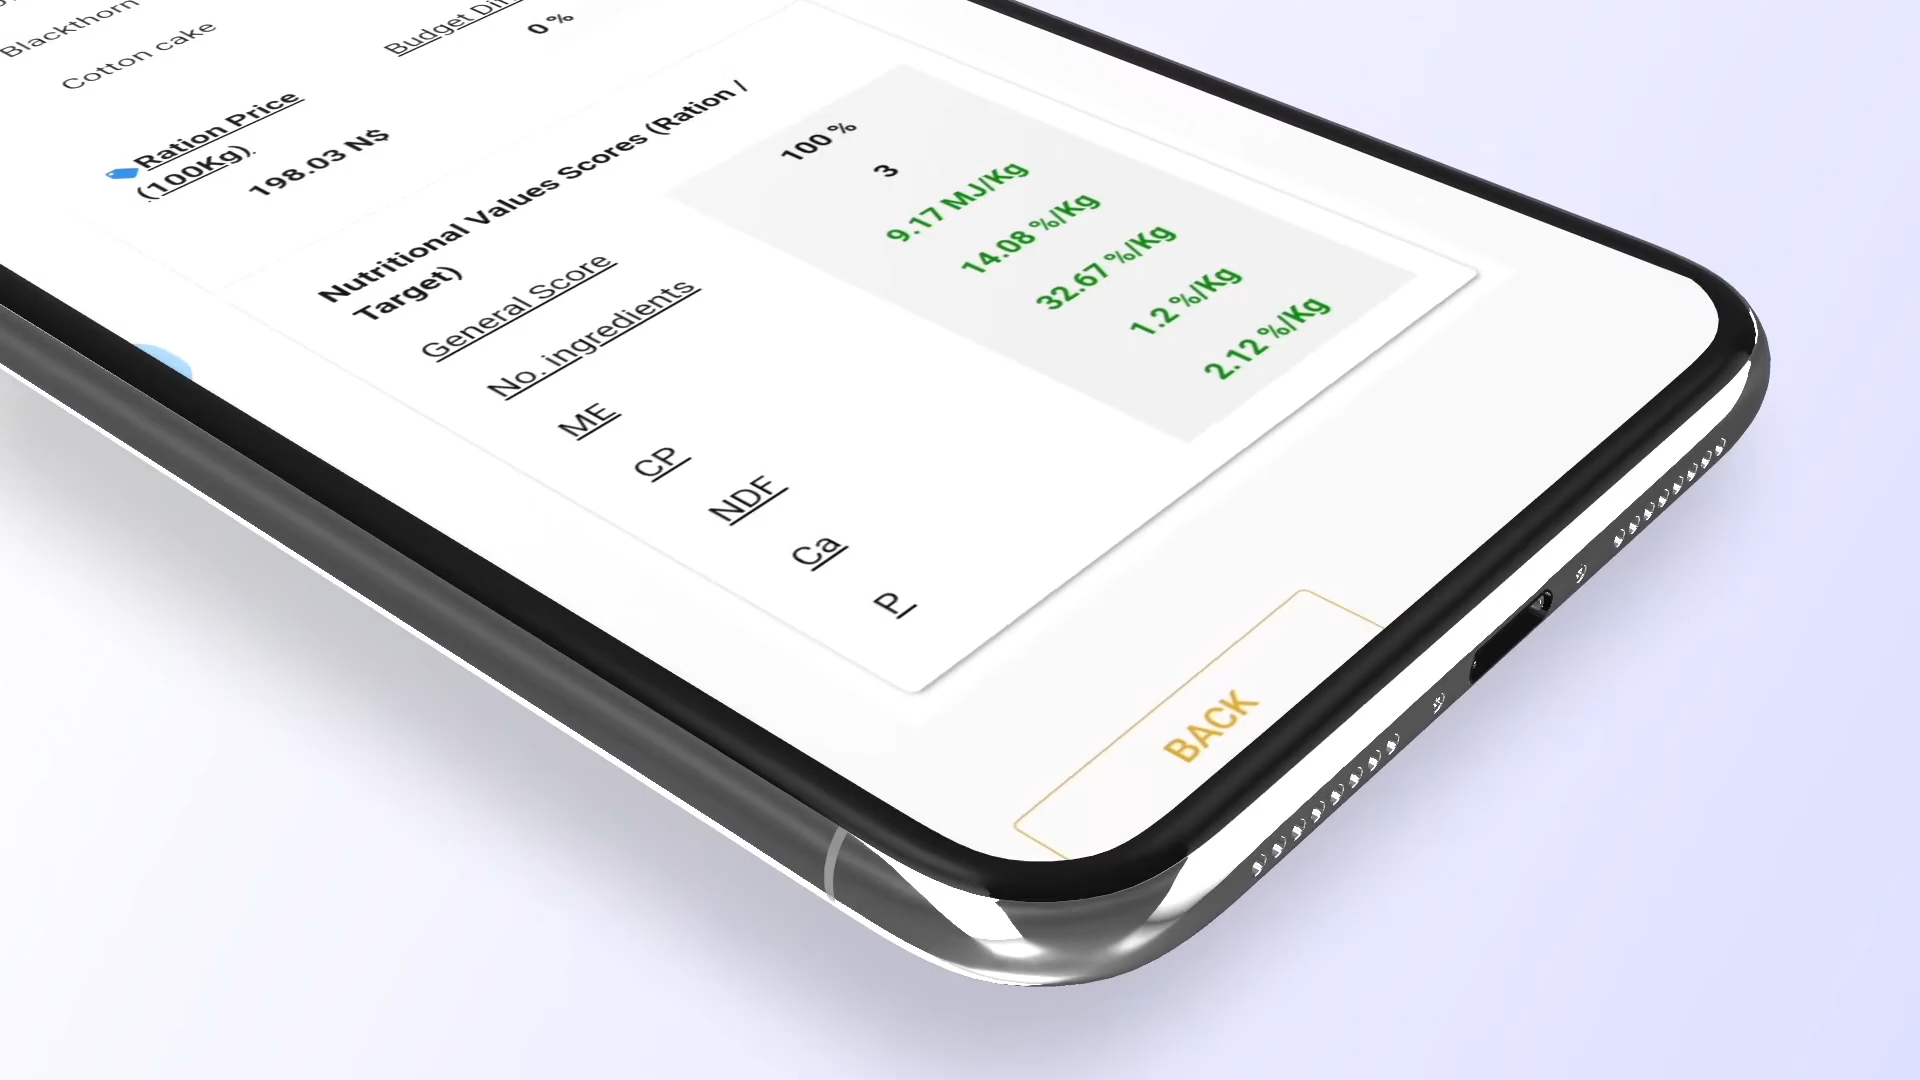 Blackthorn
Cotton cake
Budget
0 %
Ration Price
(100Kg).
198.03 N$
Nutritional Values Scores (Ration /
Target)
General Score 100 %
No. ingredients 3
ME 9.17 MJ/Kg
CP 14.08 %/Kg
NDF 32.67 %/Kg
Ca 1.2 %/Kg
P 2.12 %/Kg
BACK